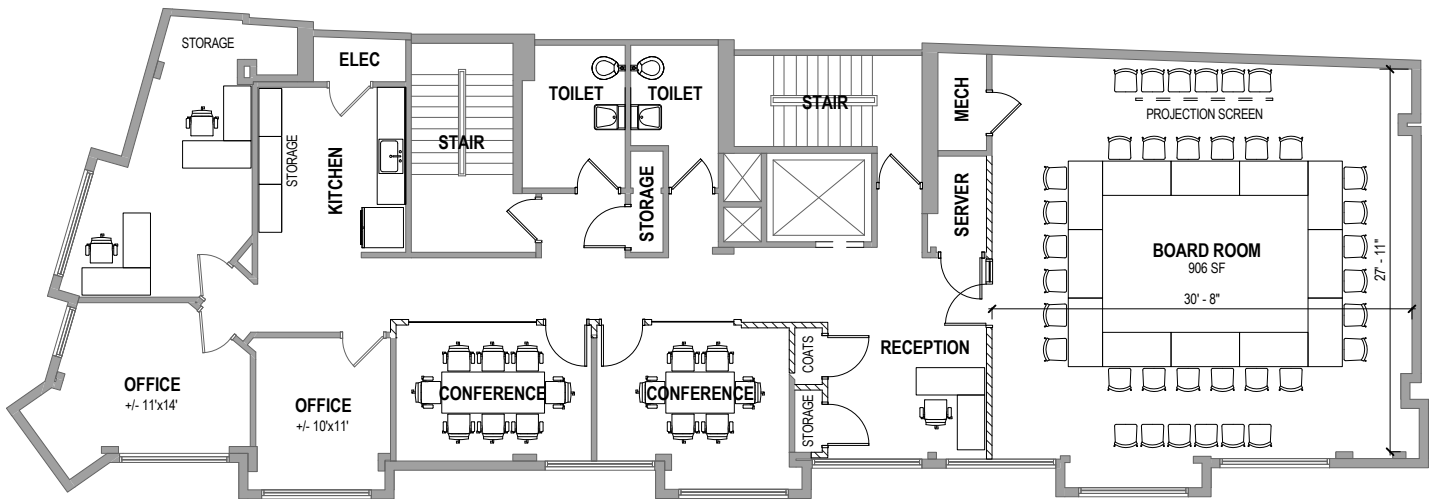 STORAGE
ELEC
TOILET
TOILET
STAIR
STAIR
MECH
PROJECTION SCREEN
STORAGE
KITCHEN
STORAGE
SERVER
BOARD ROOM
906 SF
27' - 11"
30' - 8"
OFFICE
+/- 11'x14'
OFFICE
+/- 10'x11'
CONFERENCE
CONFERENCE
COATS
RECEPTION
STORAGE